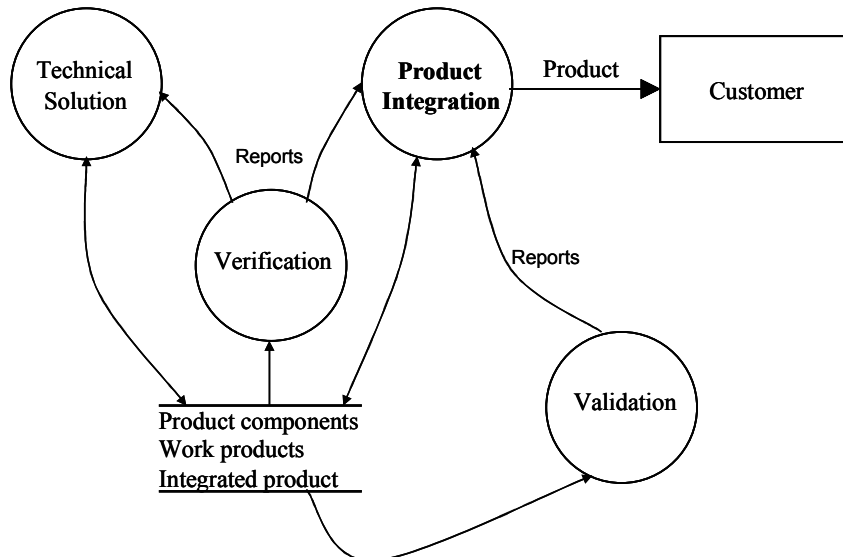 Technical
Solution
Product
Integration
Product
Customer
Reports
Verification
Reports
Validation
Product components
Work products
Integrated product